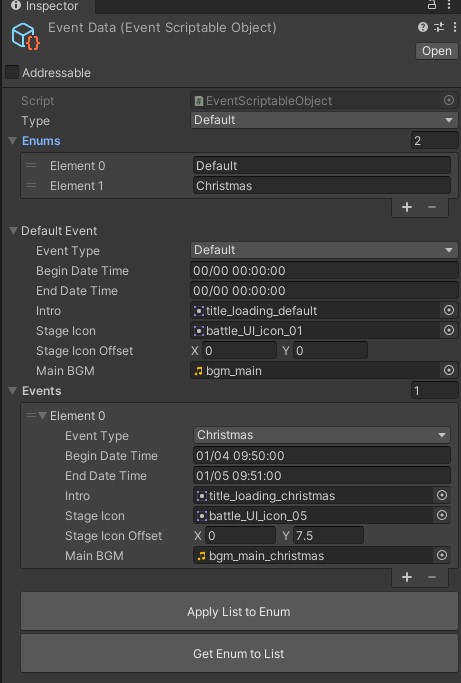 Inspector
Event Data (Event Scriptable Object)
Open
Addressable
Script EventScriptableObject
Type Default
Enums 2
Element 0 Default
Element 1 Christmas
+ −
Default Event
Event Type Default
Begin Date Time 00/00 00:00:00
End Date Time 00/00 00:00:00
Intro title_loading_default
Stage Icon battle_UI_icon_01
Stage Icon Offset X 0 Y 0
Main BGM bgm_main
Events 1
Element 0
Event Type Christmas
Begin Date Time 01/04 09:50:00
End Date Time 01/05 09:51:00
Intro title_loading_christmas
Stage Icon battle_UI_icon_05
Stage Icon Offset X 0 Y 7.5
Main BGM bgm_main_christmas
+ −
Apply List to Enum
Get Enum to List